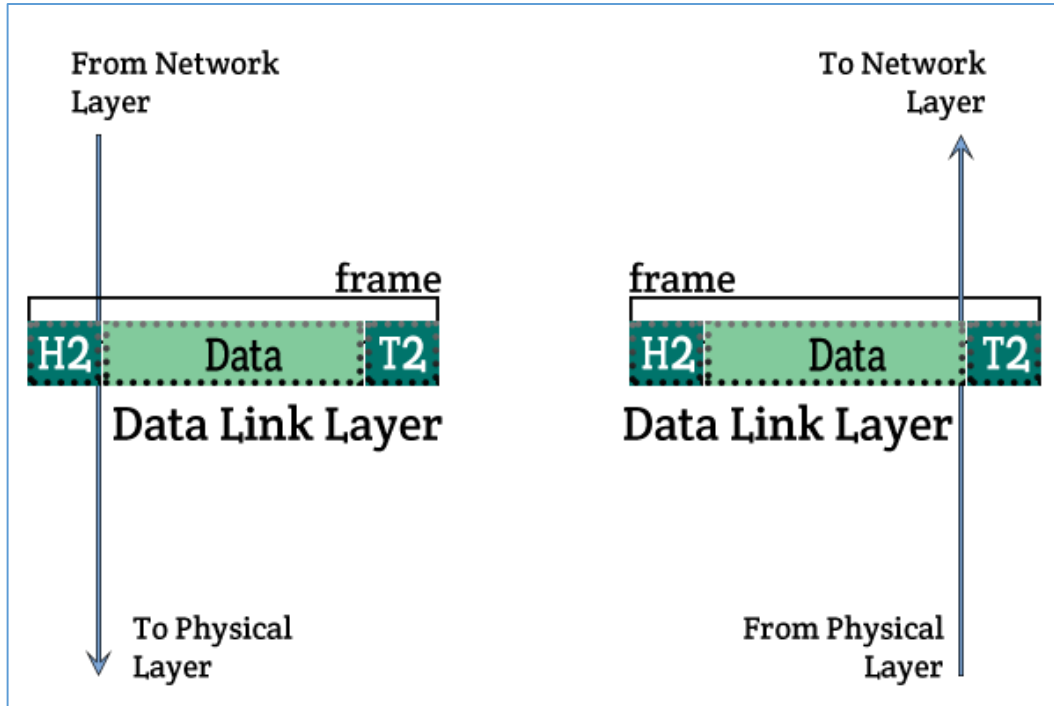 From Network
Layer
To Network
Layer
frame
frame
H2 Data T2
H2 Data T2
Data Link Layer
Data Link Layer
To Physical
Layer
From Physical
Layer